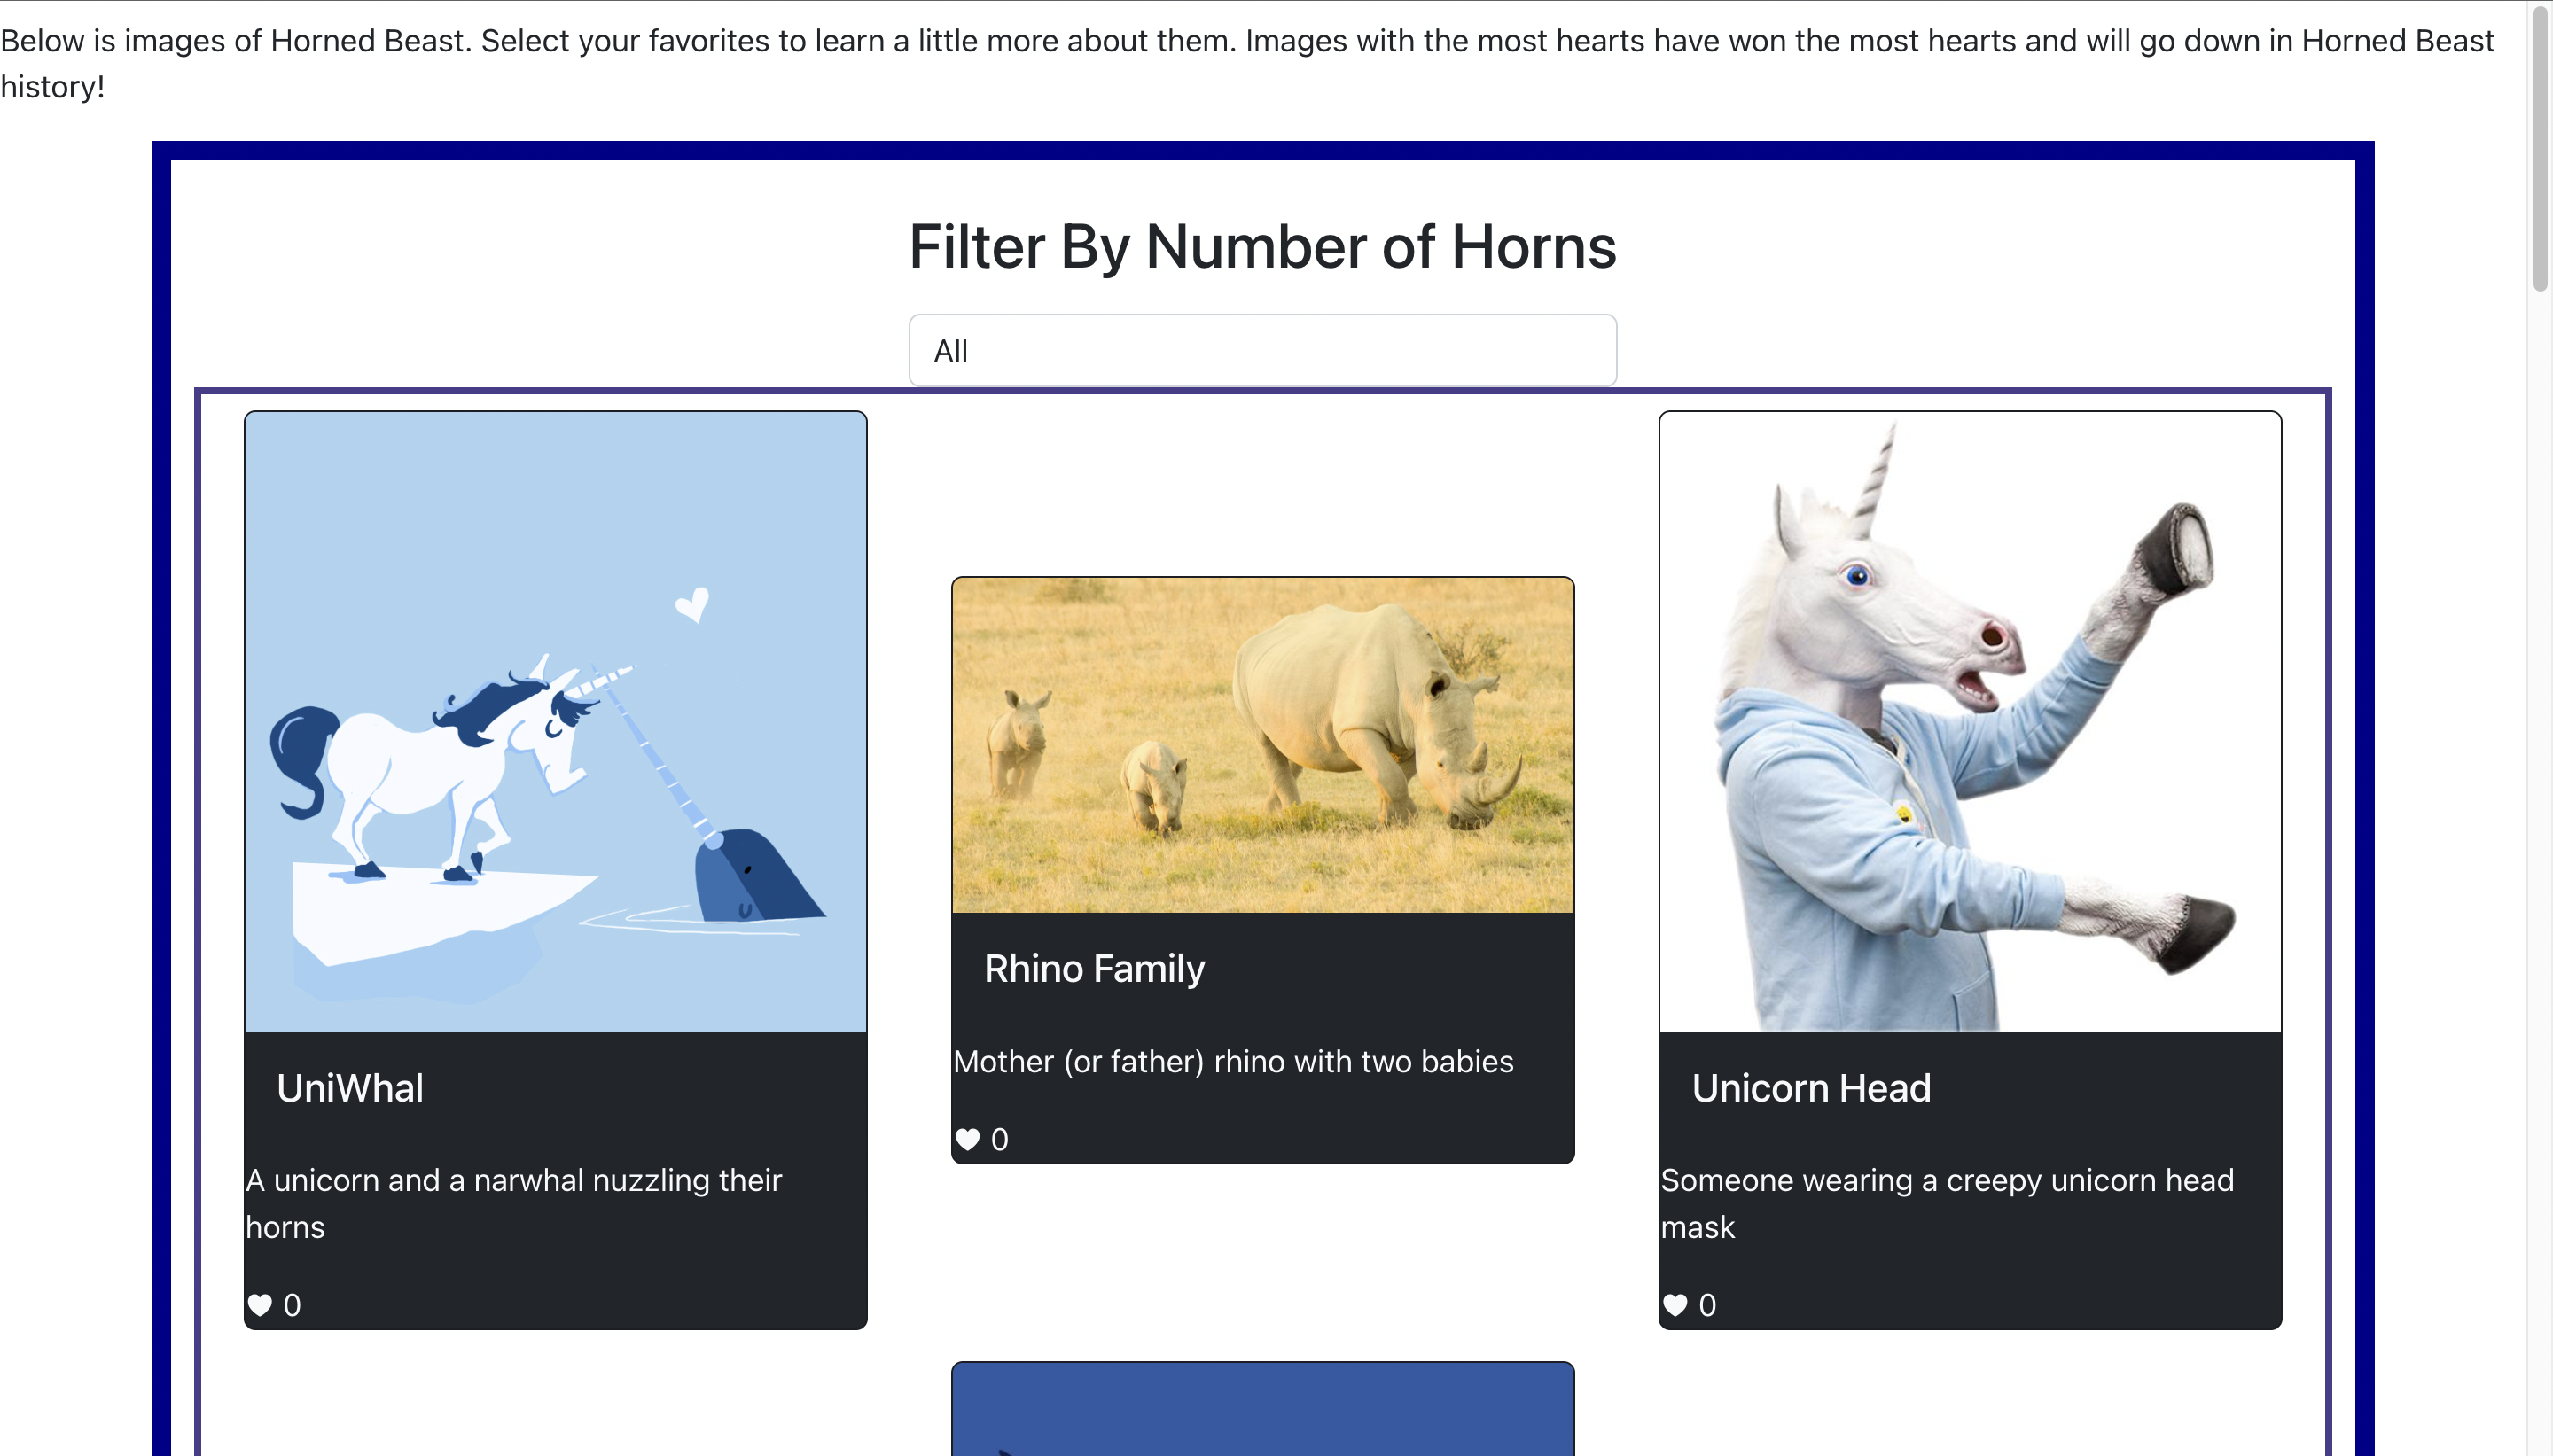 Below is images of Horned Beast. Select your favorites to learn a little more about them. Images with the most hearts have won the most hearts and will go down in Horned Beast
history!
Filter By Number of Horns
All
UniWhal
A unicorn and a narwhal nuzzling their
horns
0
Rhino Family
Mother (or father) rhino with two babies
0
Unicorn Head
Someone wearing a creepy unicorn head
mask
0